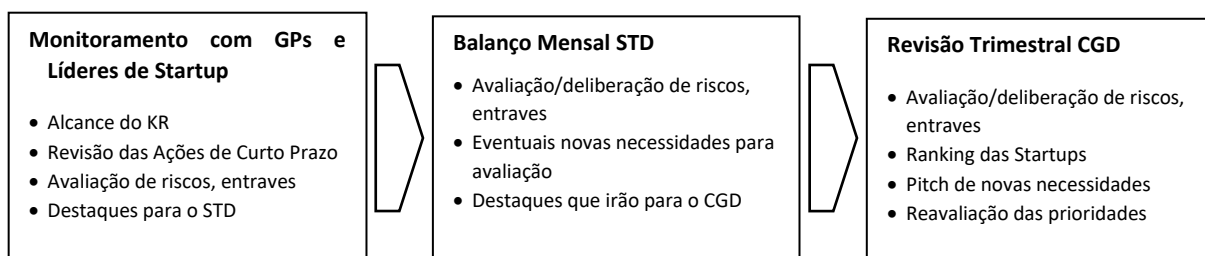 Monitoramento com GPs e
Líderes de Startup
• Alcance do KR
• Revisão das Ações de Curto Prazo
• Avaliação de riscos, entraves
• Destaques para o STD
Balanço Mensal STD
• Avaliação/deliberação de riscos,
entraves
• Eventuais novas necessidades para
avaliação
• Destaques que irão para o CGD
Revisão Trimestral CGD
• Avaliação/deliberação de riscos,
entraves
• Ranking das Startups
• Pitch de novas necessidades
• Reavaliação das prioridades